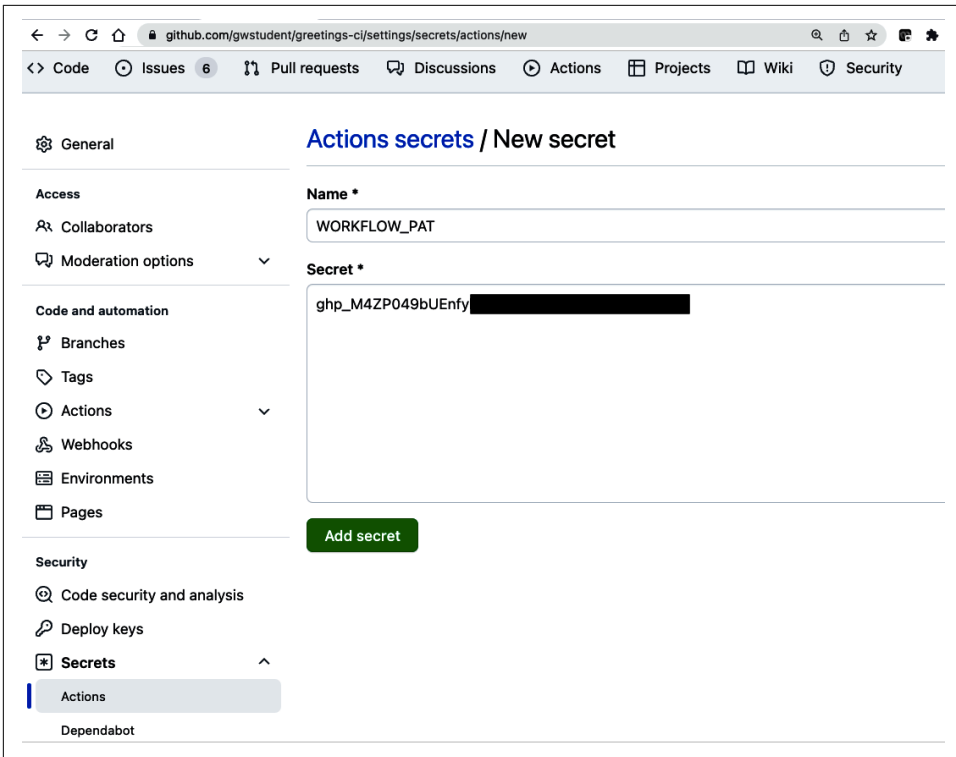 github.com/gwstudent/greetings-ci/settings/secrets/actions/new
<> Code Issues 6 Pull requests Discussions Actions Projects Wiki Security
General
Access
Collaborators
Moderation options
Code and automation
Branches
Tags
Actions
Webhooks
Environments
Pages
Security
Code security and analysis
Deploy keys
Secrets
Actions
Dependabot
Actions secrets / New secret
Name *
WORKFLOW_PAT
Secret *
ghp_M4ZP049bUEnfy
Add secret